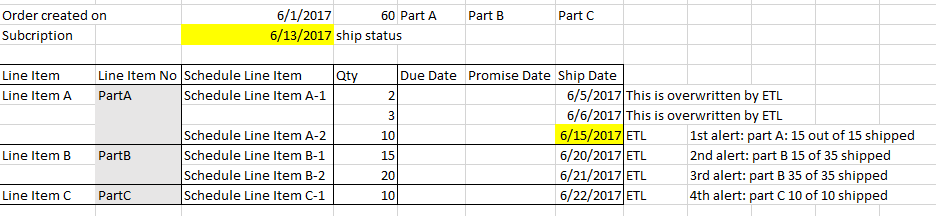 Order created on 6/1/2017 60 Part A Part B Part C
Subcription 6/13/2017 ship status
Line Item Line Item No Schedule Line Item Qty Due Date Promise Date Ship Date
Line Item A PartA Schedule Line Item A-1 2 6/5/2017 This is overwritten by ETL
3 6/6/2017 This is overwritten by ETL
Schedule Line Item A-2 10 6/15/2017 ETL 1st alert: part A: 15 out of 15 shipped
Line Item B PartB Schedule Line Item B-1 15 6/20/2017 ETL 2nd alert: part B 15 of 35 shipped
Schedule Line Item B-2 20 6/21/2017 ETL 3rd alert: part B 35 of 35 shipped
Line Item C PartC Schedule Line Item C-1 10 6/22/2017 ETL 4th alert: part C 10 of 10 shipped